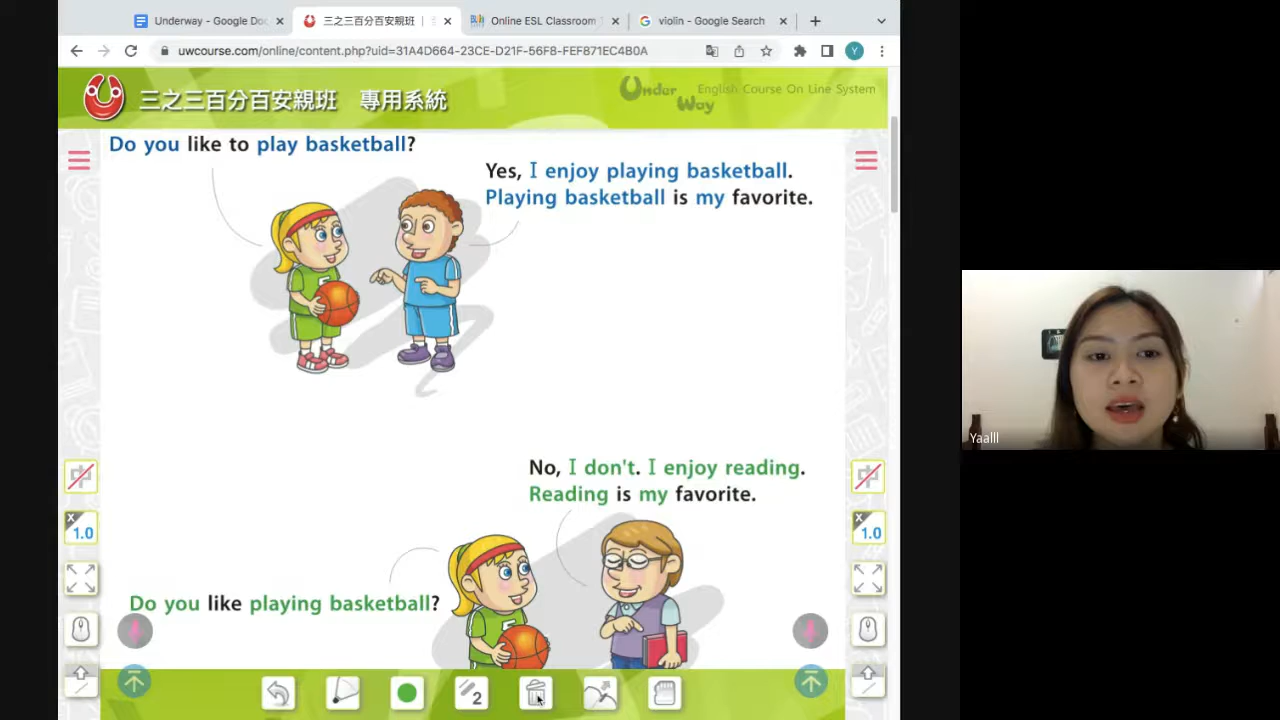 Underway - Google Doc
三之三百分百安親班 |
Online ESL Classroom
violin - Google Search
uwcourse.com/online/content.php?uid=31A4D664-23CE-D21F-56F8-FEF871EC4B0A
Y
三之三百分百安親班 專用系統
Under Way
English Course On Line System
Do you like to play basketball?
Yes, I enjoy playing basketball.
Playing basketball is my favorite.
No, I don't. I enjoy reading.
Reading is my favorite.
Do you like playing basketball?
中
x 1.0
中
x 1.0
2
Yaalll